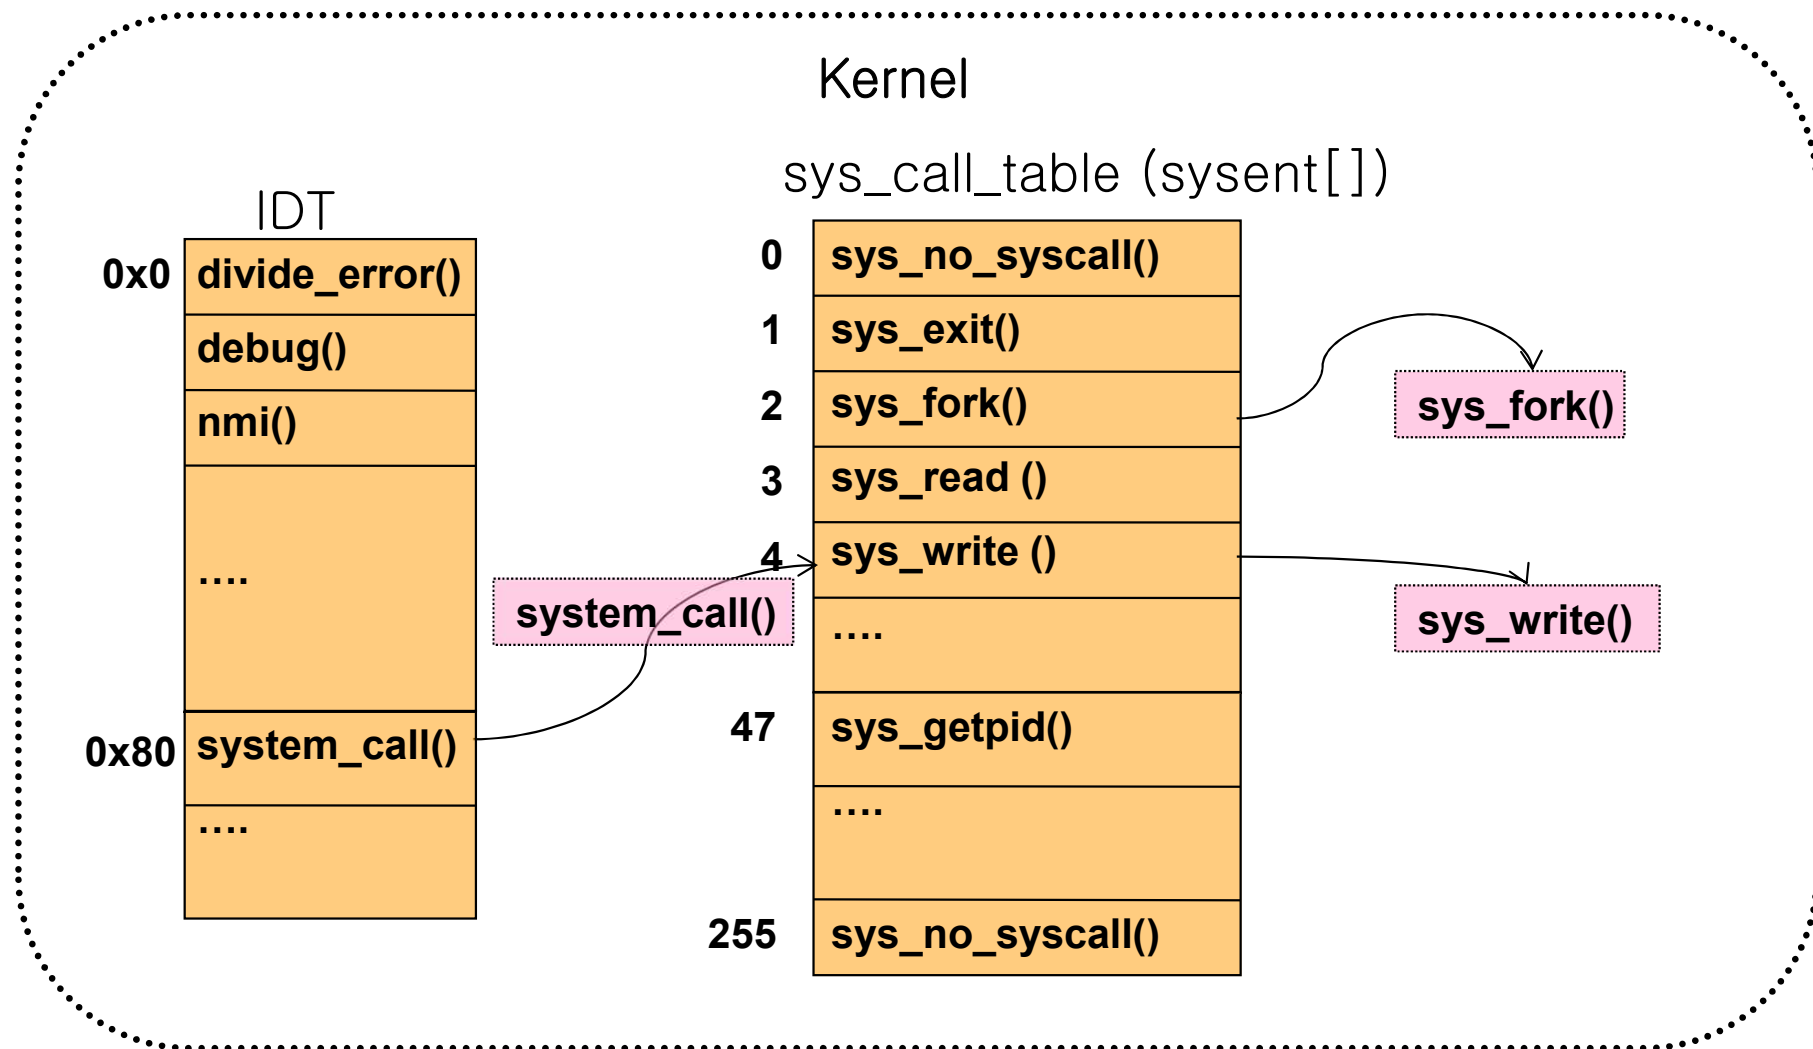 Kernel
sys_call_table (sysent[])
IDT
0x0 divide_error()
debug()
nmi()
....
0x80 system_call()
....
system_call()
0 sys_no_syscall()
1 sys_exit()
2 sys_fork()
3 sys_read ()
4 sys_write ()
....
47 sys_getpid()
....
255 sys_no_syscall()
sys_fork()
sys_write()